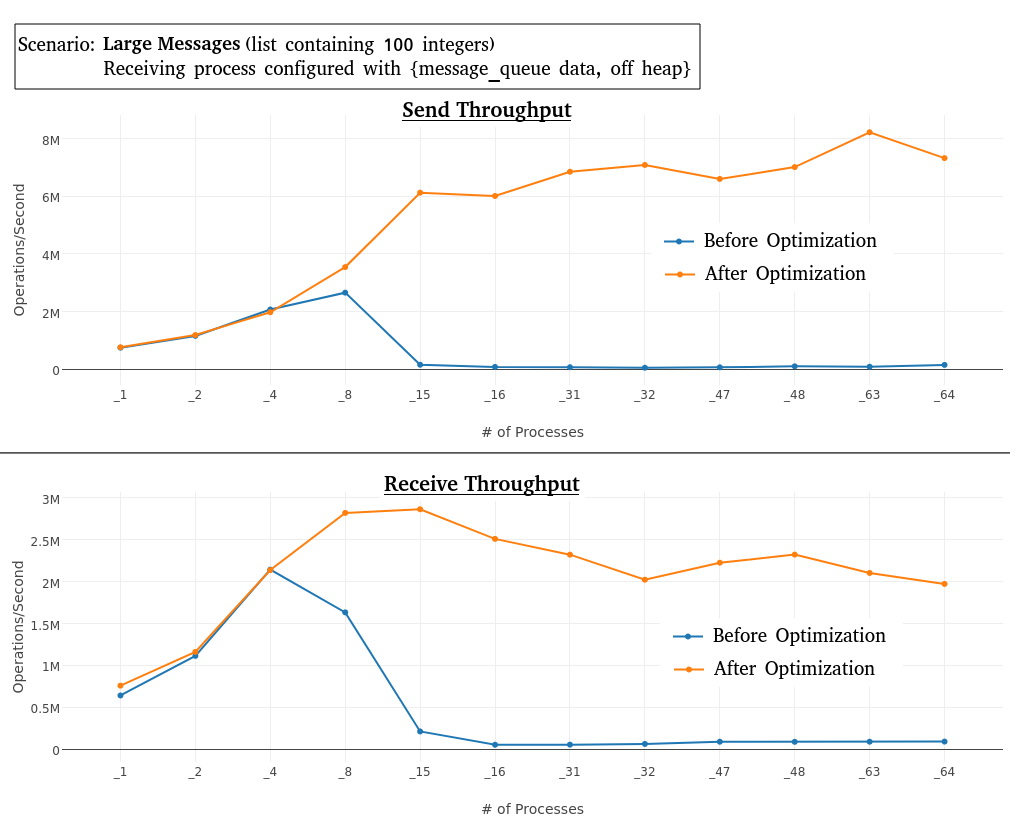 Scenario: Large Messages (list containing 100 integers)
Receiving process configured with {message_queue data, off heap}
Send Throughput
8M
6M
4M
2M
0
Operations/Second
Before Optimization
After Optimization
_1 _2 _4 _8 _15 _16 _31 _32 _47 _48 _63 _64
# of Processes
Receive Throughput
3M
2.5M
2M
1.5M
1M
0.5M
0
Operations/Second
Before Optimization
After Optimization
_1 _2 _4 _8 _15 _16 _31 _32 _47 _48 _63 _64
# of Processes